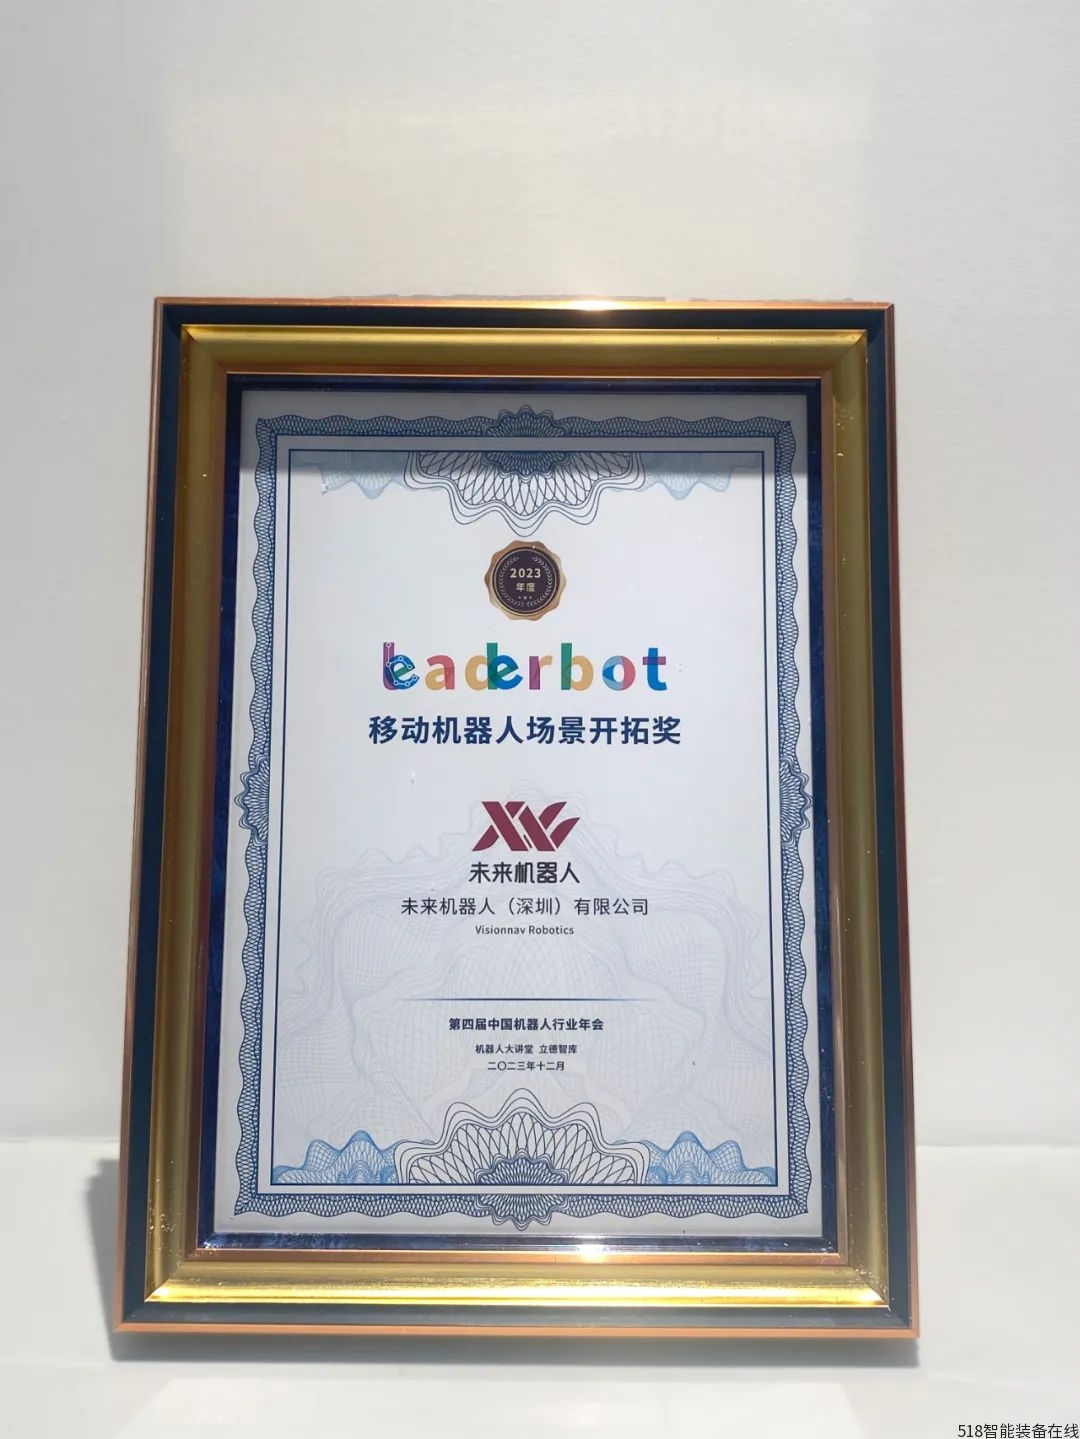 2023
年度
leaderbot
移动机器人场景开拓奖
未来机器人
未来机器人（深圳）有限公司
Visionnav Robotics
第四届中国机器人行业年会
机器人大讲堂 立德智库
二〇二三年十二月
518智能装备在线